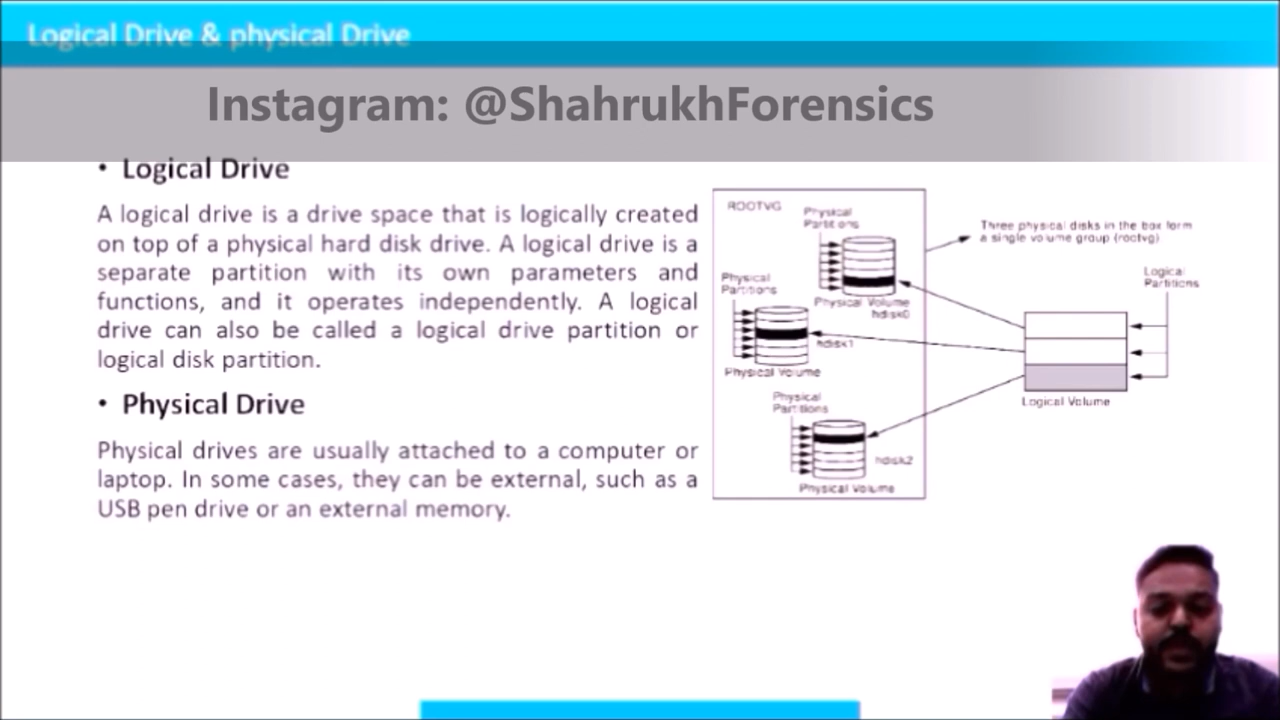 Logical Drive & physical Drive
Instagram: @ShahrukhForensics
• Logical Drive
A logical drive is a drive space that is logically created
on top of a physical hard disk drive. A logical drive is a
separate partition with its own parameters and
functions, and it operates independently. A logical
drive can also be called a logical drive partition or
logical disk partition.
• Physical Drive
Physical drives are usually attached to a computer or
laptop. In some cases, they can be external, such as a
USB pen drive or an external memory.
ROOTVG
Physical
Partitions
Physical Volume
hdisk0
Physical
Partitions
hdisk1
Physical Volume
Physical
Partitions
hdisk2
Physical Volume
Three physical disks in the box form
a single volume group (rootvg)
Logical
Partitions
Logical Volume